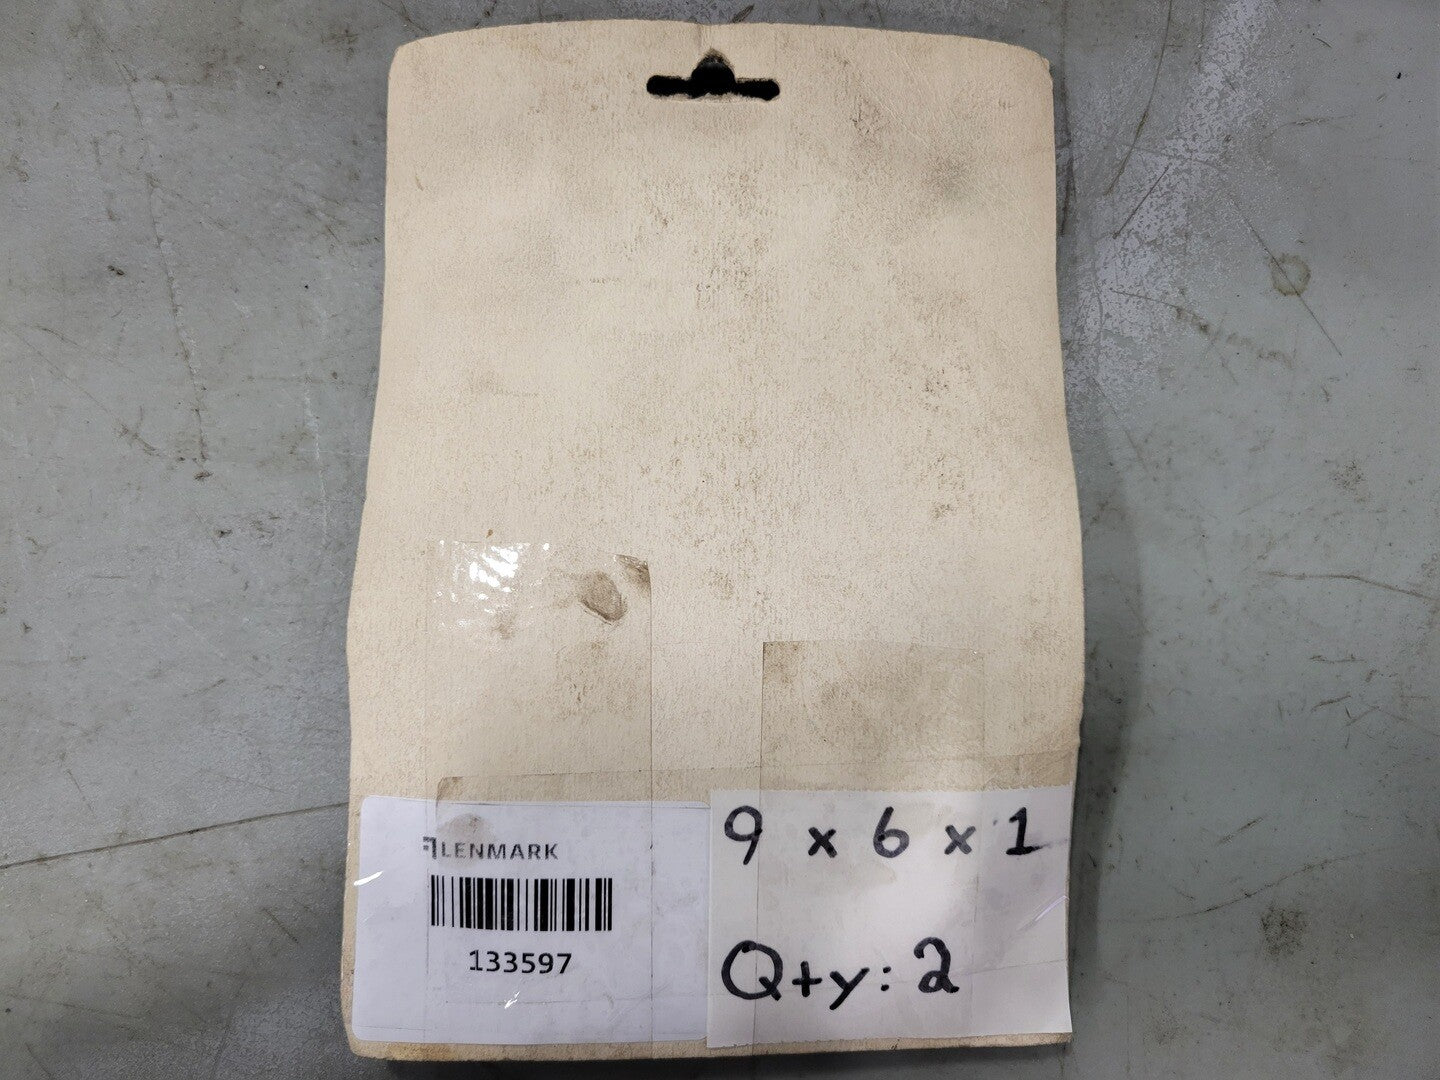 LENMARK
133597
9 x 6 x 1
Qty: 2